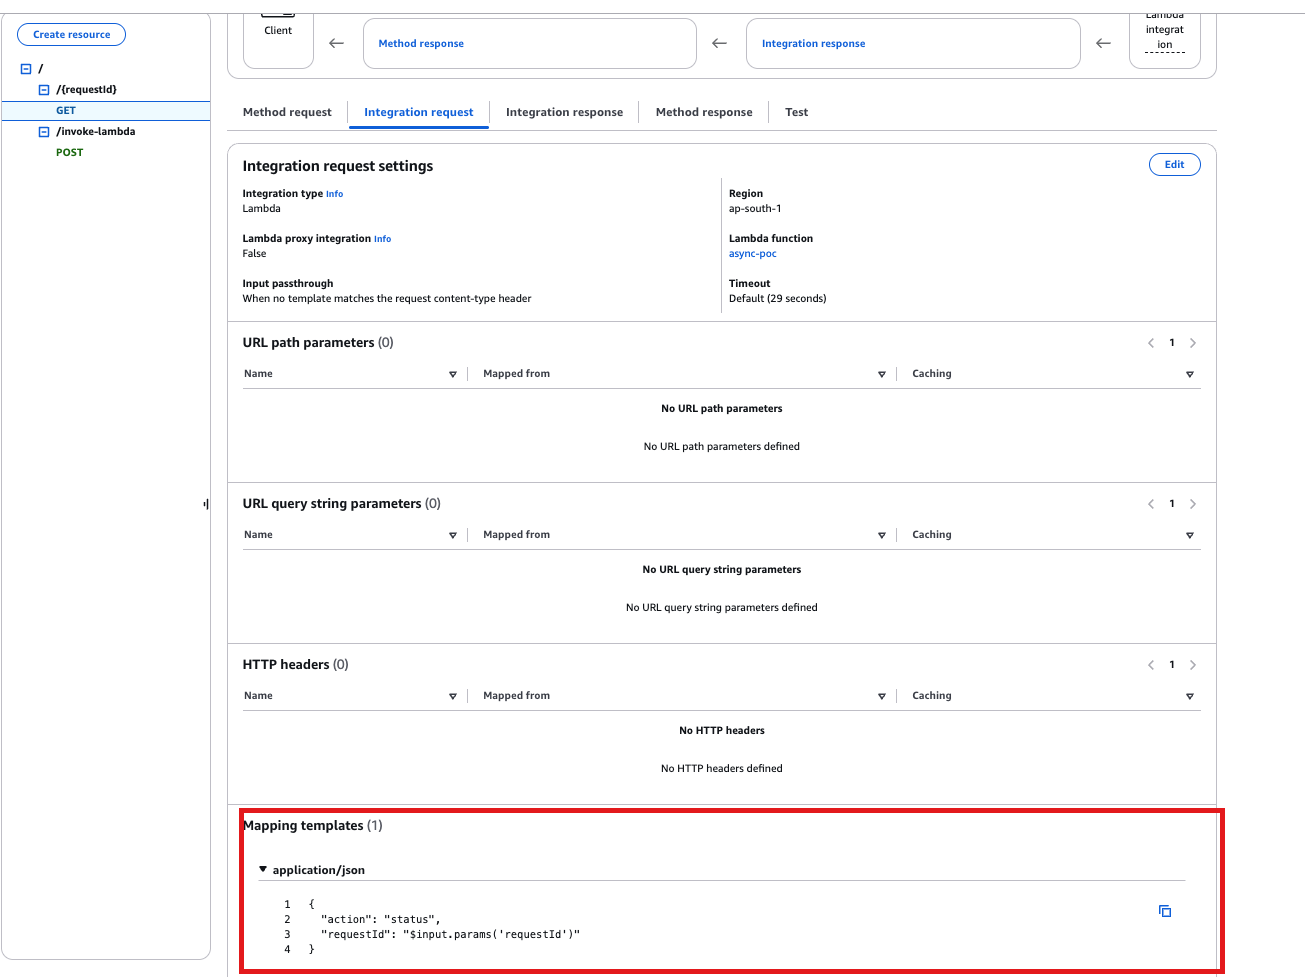 Create resource
/
/{requestId}
GET
/invoke-lambda
POST
Client
Method response
Integration response
Lambda
integrat
ion
Method request
Integration request
Integration response
Method response
Test
Integration request settings
Edit
Integration type Info
Lambda
Region
ap-south-1
Lambda proxy integration Info
False
Lambda function
async-poc
Input passthrough
When no template matches the request content-type header
Timeout
Default (29 seconds)
URL path parameters (0)
1
Name Mapped from Caching
No URL path parameters
No URL path parameters defined
URL query string parameters (0)
1
Name Mapped from Caching
No URL query string parameters
No URL query string parameters defined
HTTP headers (0)
1
Name Mapped from Caching
No HTTP headers
No HTTP headers defined
Mapping templates (1)
application/json
1 {
2 "action": "status",
3 "requestId": "$input.params('requestId')"
4 }